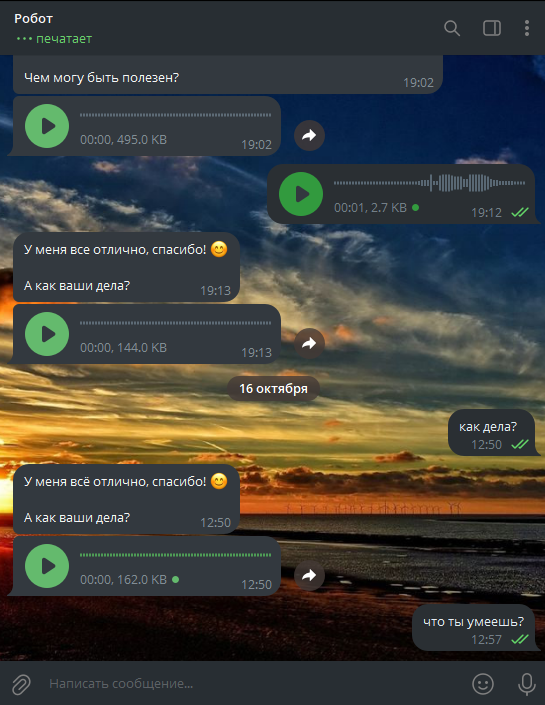 Робот
••• печатает
Чем могу быть полезен?
19:02
00:00, 495.0 KB
19:02
00:01, 2.7 KB
19:12
У меня все отлично, спасибо! 😊
А как ваши дела?
19:13
00:00, 144.0 KB
19:13
16 октября
как дела?
12:50
У меня всё отлично, спасибо! 😊
А как ваши дела?
12:50
00:00, 162.0 KB
12:50
что ты умеешь?
12:57
Написать сообщение...